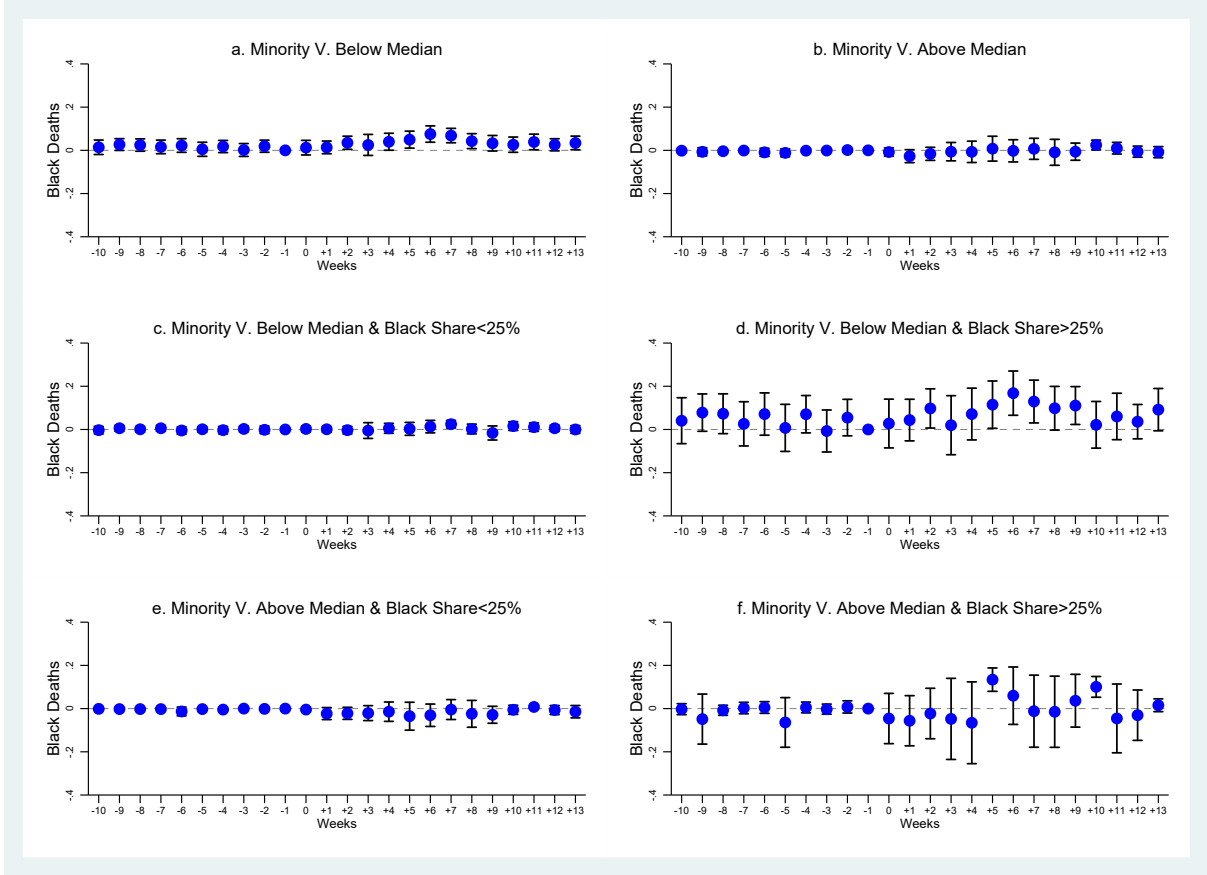 a. Minority V. Below Median
Black Deaths
.4
.2
0
-.2
-.4
-10 -9 -8 -7 -6 -5 -4 -3 -2 -1 0 +1 +2 +3 +4 +5 +6 +7 +8 +9 +10 +11 +12 +13
Weeks
b. Minority V. Above Median
Black Deaths
.4
.2
0
-.2
-.4
-10 -9 -8 -7 -6 -5 -4 -3 -2 -1 0 +1 +2 +3 +4 +5 +6 +7 +8 +9 +10 +11 +12 +13
Weeks
c. Minority V. Below Median & Black Share<25%
Black Deaths
.4
.2
0
-.2
-.4
-10 -9 -8 -7 -6 -5 -4 -3 -2 -1 0 +1 +2 +3 +4 +5 +6 +7 +8 +9 +10 +11 +12 +13
Weeks
d. Minority V. Below Median & Black Share>25%
Black Deaths
.4
.2
0
-.2
-.4
-10 -9 -8 -7 -6 -5 -4 -3 -2 -1 0 +1 +2 +3 +4 +5 +6 +7 +8 +9 +10 +11 +12 +13
Weeks
e. Minority V. Above Median & Black Share<25%
Black Deaths
.4
.2
0
-.2
-.4
-10 -9 -8 -7 -6 -5 -4 -3 -2 -1 0 +1 +2 +3 +4 +5 +6 +7 +8 +9 +10 +11 +12 +13
Weeks
f. Minority V. Above Median & Black Share>25%
Black Deaths
.4
.2
0
-.2
-.4
-10 -9 -8 -7 -6 -5 -4 -3 -2 -1 0 +1 +2 +3 +4 +5 +6 +7 +8 +9 +10 +11 +12 +13
Weeks